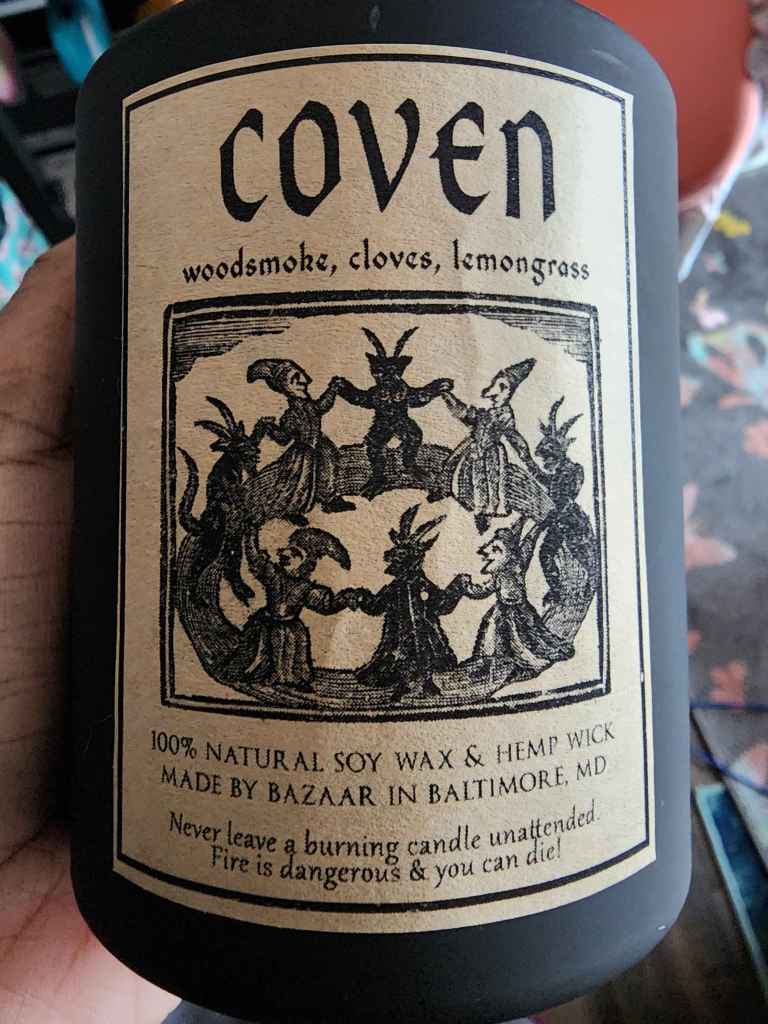 COVEN
woodsmoke, cloves, lemongrass
100% NATURAL SOY WAX & HEMP WICK
MADE BY BAZAAR IN BALTIMORE, MD
Never leave a burning candle unattended.
Fire is dangerous & you can die!